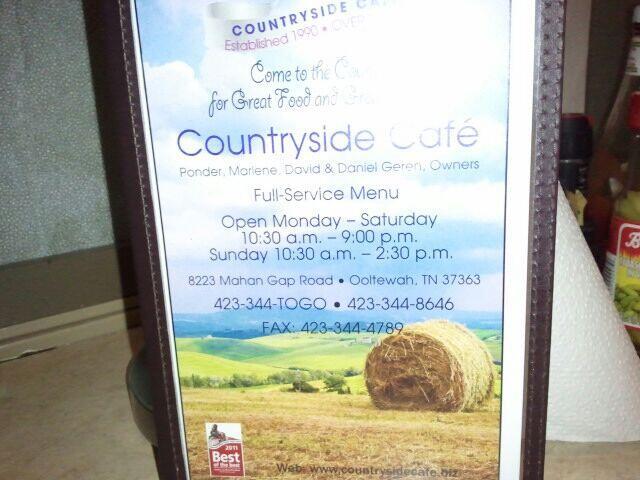 COUNTRYSIDE
Established 1990 • OVER
Come to the
for Great Food and
Countryside Café
Ponder, Marlene, David & Daniel Geren, Owners
Full-Service Menu
Open Monday – Saturday
10:30 a.m. – 9:00 p.m.
Sunday 10:30 a.m. – 2:30 p.m.
8223 Mahan Gap Road • Ooltewah, TN 37363
423-344-TOGO • 423-344-8646
FAX: 423-344-4789
2011
Best
of the best
Web: www.countrysidecafe.biz